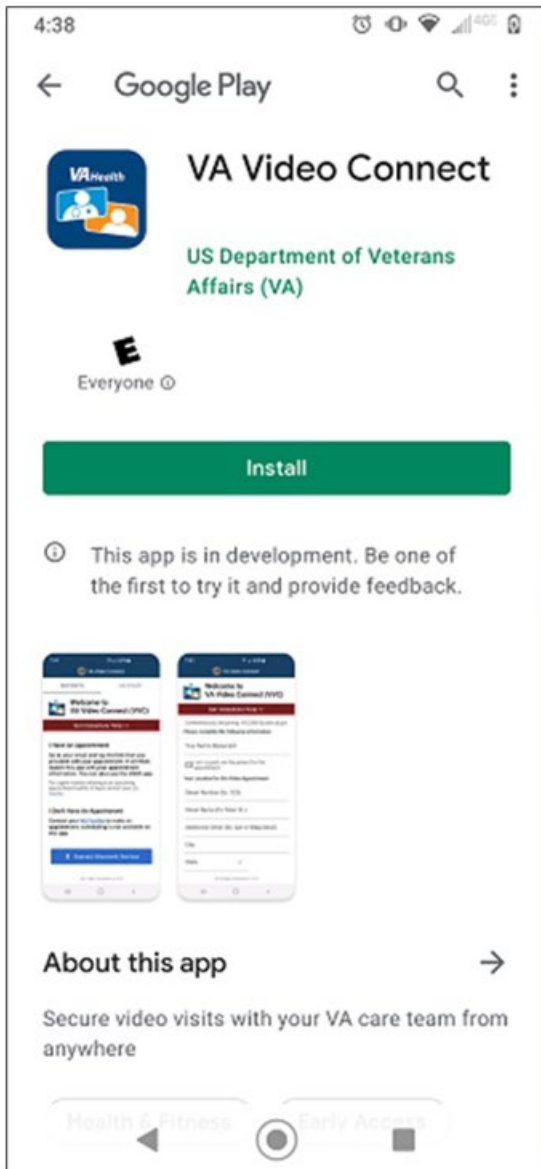 4:38
4GE
Google Play
VA Health
VA Video Connect
US Department of Veterans
Affairs (VA)
E
Everyone
Install
This app is in development. Be one of
the first to try it and provide feedback.
Welcome to
VA Video Connect (VVC)
I Have an Appointment
I Don't Have an Appointment
Welcome to
VA Video Connect (VVC)
City
State
About this app
Secure video visits with your VA care team from
anywhere
Health & Fitness
Early Access